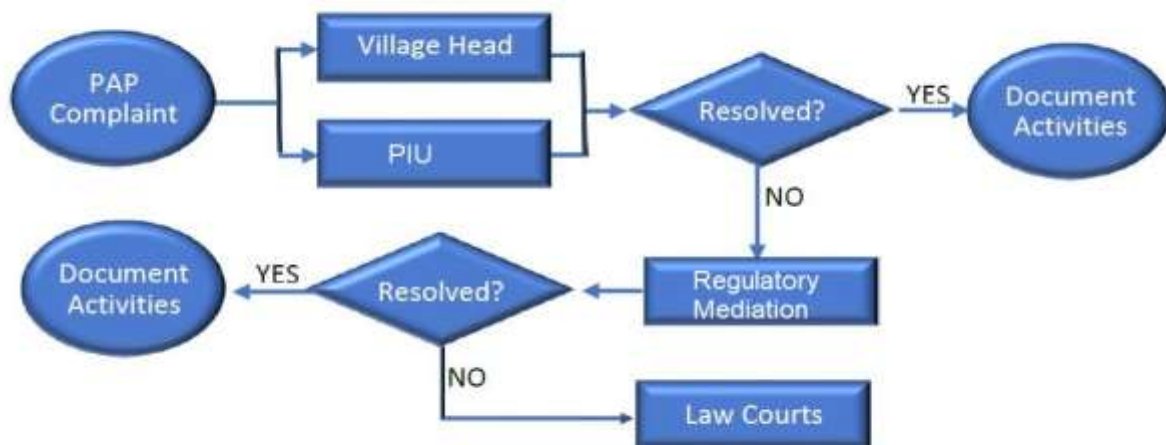 PAP
Complaint
Village Head
PIU
Resolved?
YES
Document
Activities
NO
Regulatory
Mediation
Resolved?
YES
Document
Activities
NO
Law Courts